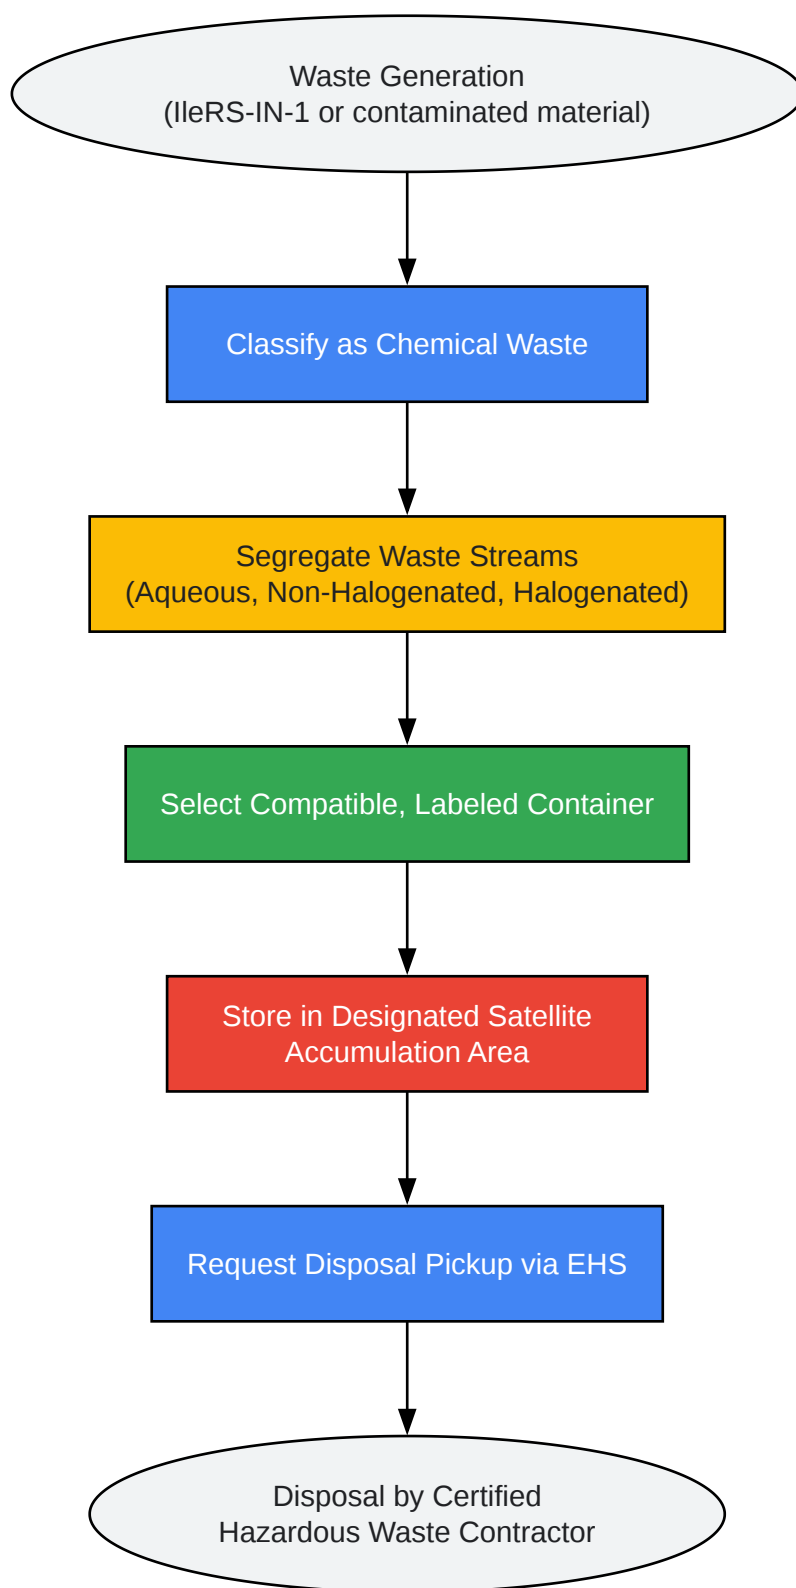 Waste Generation
(IleRS-IN-1 or contaminated material)
Classify as Chemical Waste
Segregate Waste Streams
(Aqueous, Non-Halogenated, Halogenated)
Select Compatible, Labeled Container
Store in Designated Satellite
Accumulation Area
Request Disposal Pickup via EHS
Disposal by Certified
Hazardous Waste Contractor